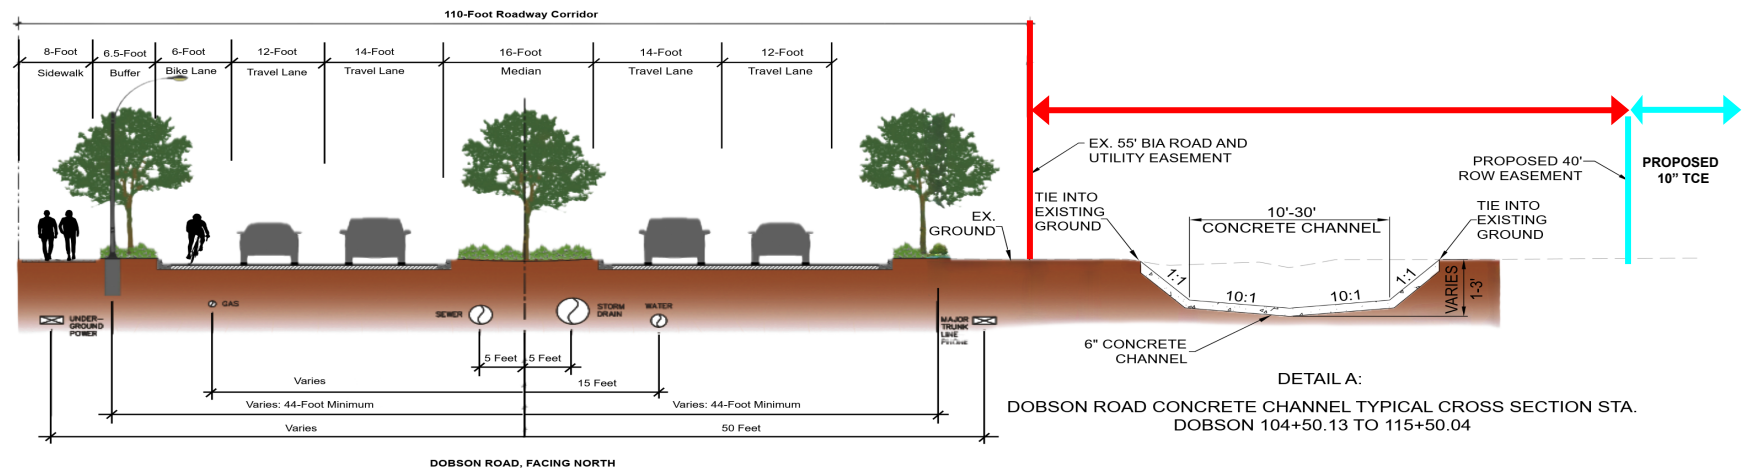 110-Foot Roadway Corridor
8-Foot
6.5-Foot
6-Foot
12-Foot
14-Foot
16-Foot
14-Foot
12-Foot
Sidewalk
Buffer
Bike Lane
Travel Lane
Travel Lane
Median
Travel Lane
Travel Lane
EX. 55' BIA ROAD AND
UTILITY EASEMENT
PROPOSED 40'
ROW EASEMENT
PROPOSED
10” TCE
TIE INTO
EXISTING
GROUND
10'-30'
CONCRETE CHANNEL
TIE INTO
EXISTING
GROUND
EX.
GROUND
1:1
10:1
10:1
1:1
VARIES
1-3'
GAS
UNDER-
GROUND
POWER
SEWER
STORM
DRAIN
WATER
MAJOR
TRUNK
LINE
6" CONCRETE
CHANNEL
5 Feet
5 Feet
Varies
15 Feet
Varies: 44-Foot Minimum
Varies: 44-Foot Minimum
Varies
50 Feet
DETAIL A:
DOBSON ROAD CONCRETE CHANNEL TYPICAL CROSS SECTION STA.
DOBSON 104+50.13 TO 115+50.04
DOBSON ROAD, FACING NORTH